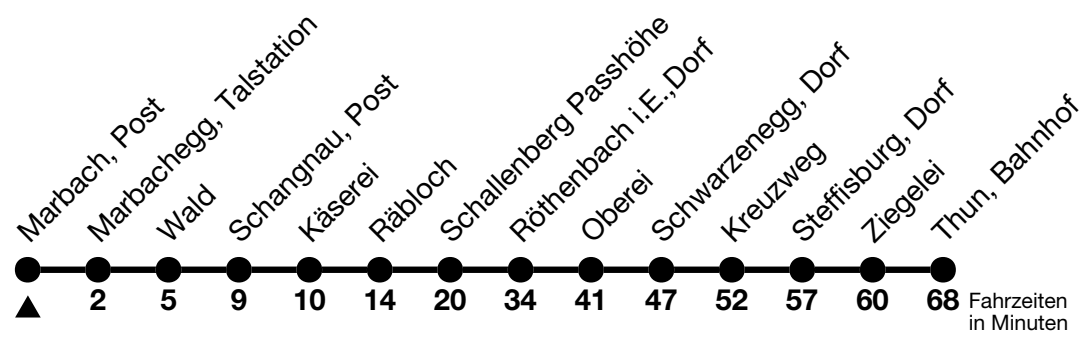 Marbach, Post
Marbachegg, Talstation
Wald
Schangnau, Post
Käserei
Räbloch
Schallenberg Passhöhe
Röthenbach i.E.,Dorf
Oberei
Schwarzenegg, Dorf
Kreuzweg
Steffisburg, Dorf
Ziegelei
Thun, Bahnhof
2 5 9 10 14 20 34 41 47 52 57 60 68
Fahrzeiten
in Minuten